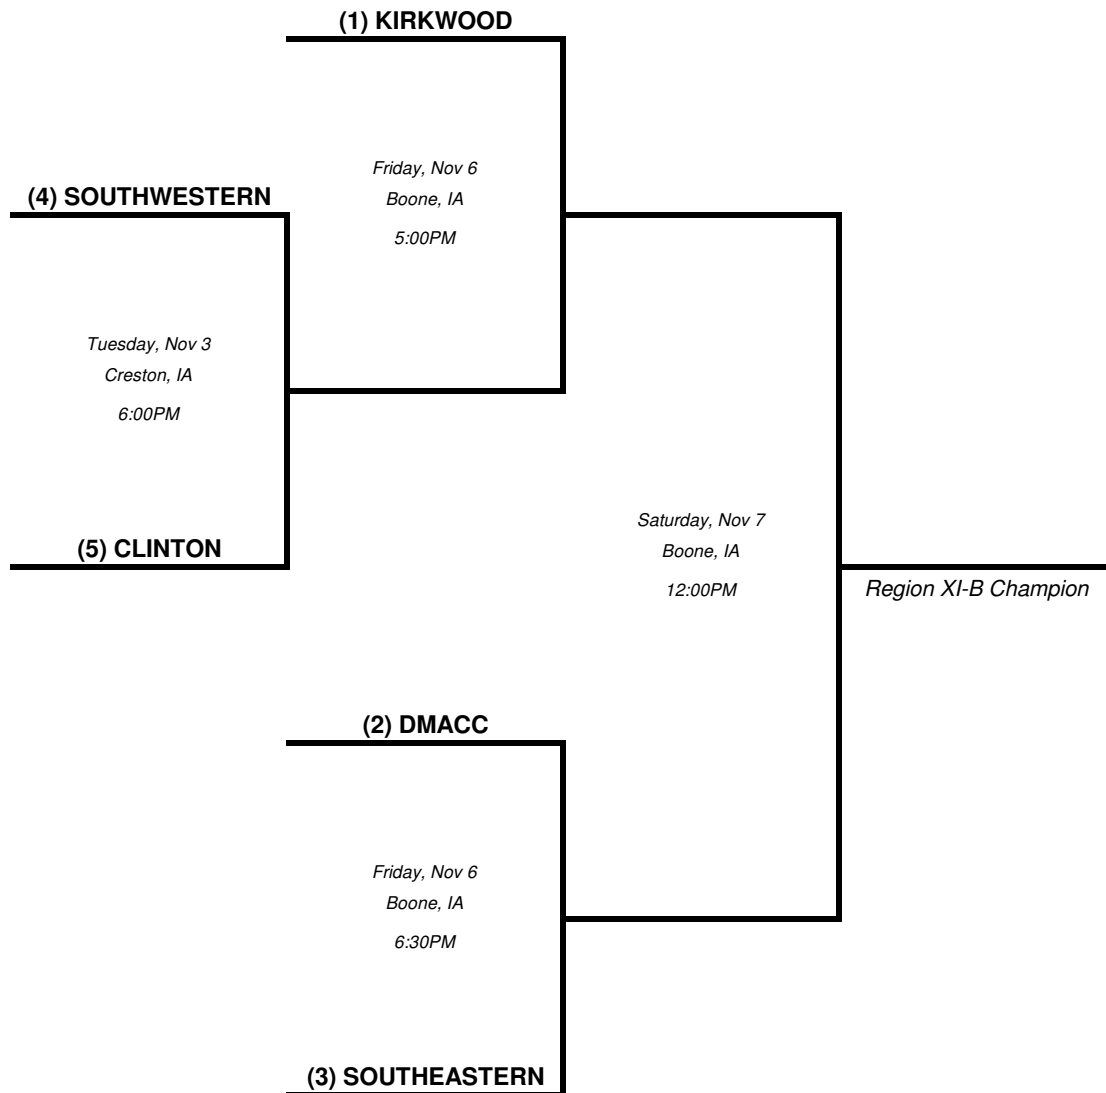 (1) KIRKWOOD
Friday, Nov 6
Boone, IA
5:00PM
(4) SOUTHWESTERN
Tuesday, Nov 3
Creston, IA
6:00PM
(5) CLINTON
Saturday, Nov 7
Boone, IA
12:00PM
Region XI-B Champion
(2) DMACC
Friday, Nov 6
Boone, IA
6:30PM
(3) SOUTHEASTERN